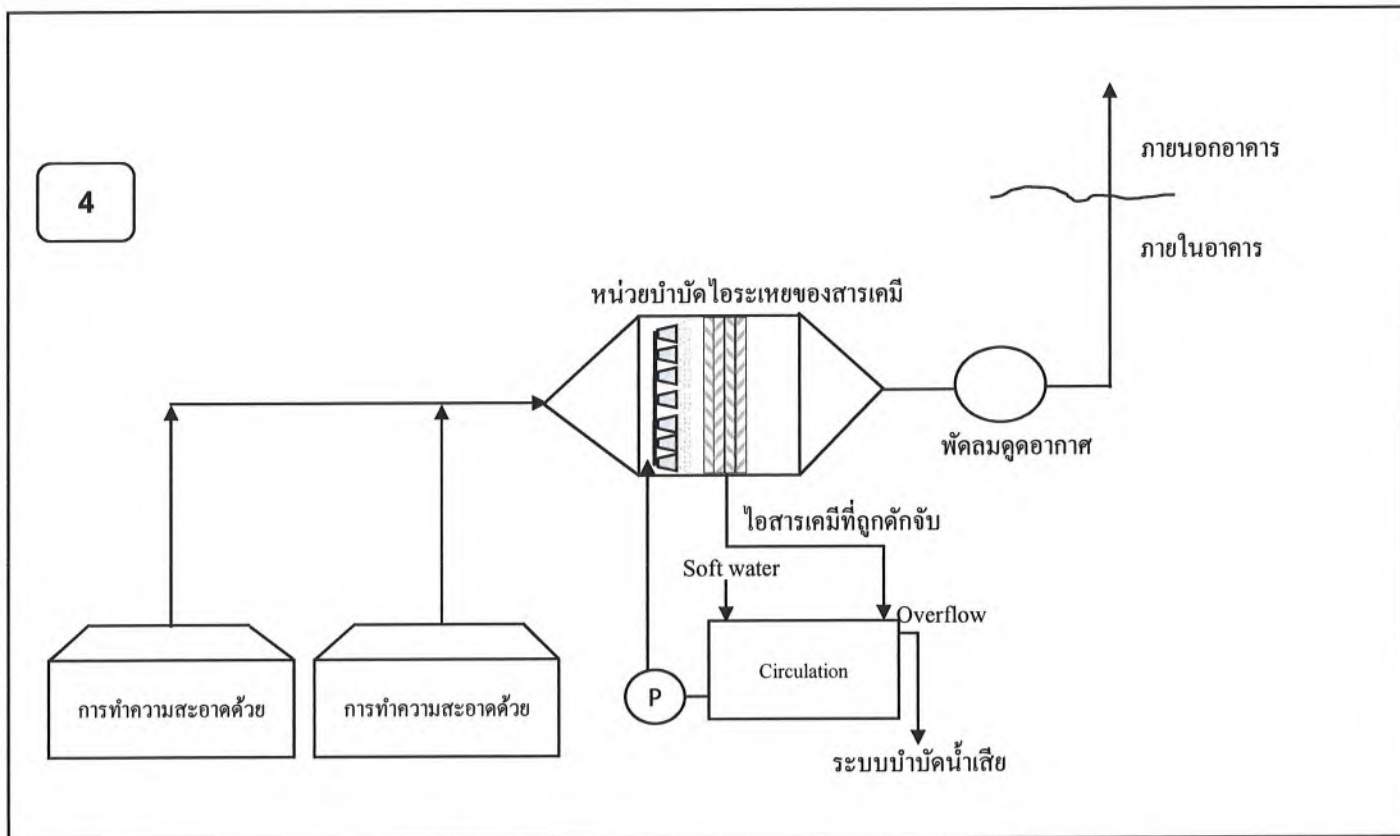 4
ภายนอกอาคาร
ภายในอาคาร
หน่วยบำบัดไอระเหยของสารเคมี
พัดลมดูดอากาศ
ไอสารเคมีที่ถูกดักจับ
Soft water
Overflow
Circulation
P
การทำความสะอาดด้วย
การทำความสะอาดด้วย
ระบบบำบัดน้ำเสีย